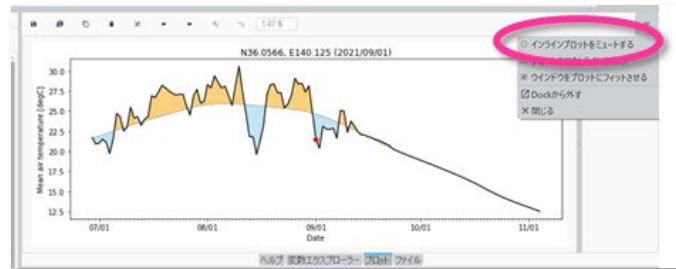 147 %
インラインプロットをミュートする
ウインドウをプロットにフィットさせる
Dockから外す
閉じる
N36.0566, E140.125 (2021/09/01)
Mean air temperature [degC]
30.0
27.5
25.0
22.5
20.0
17.5
15.0
12.5
07/01
08/01
09/01
10/01
11/01
Date
ヘルプ 変数エクスプローラー プロット ファイル